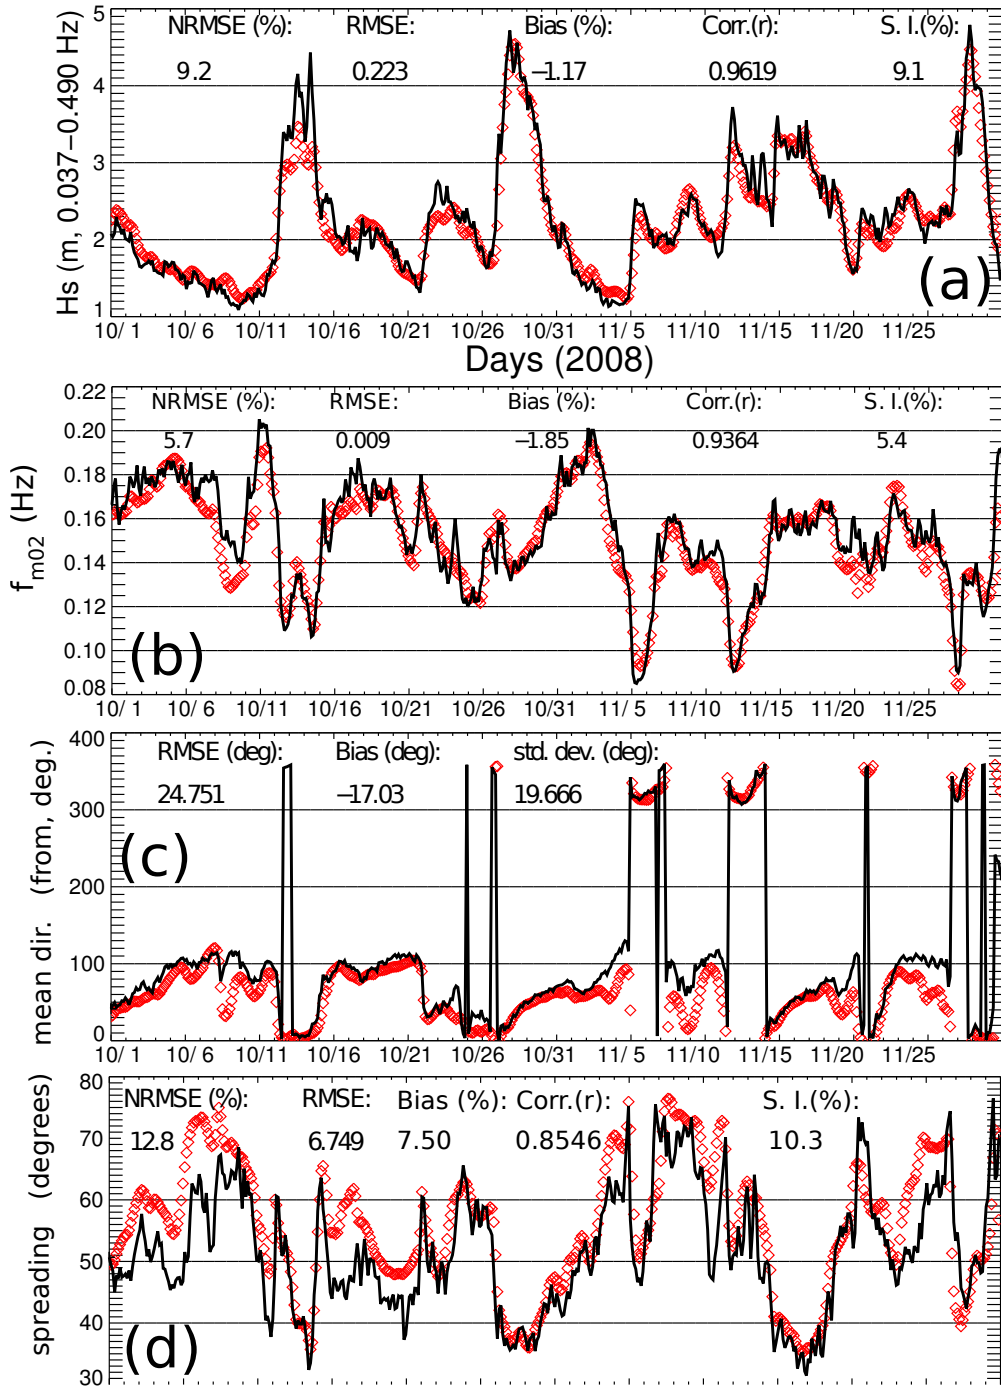 NRMSE (%): RMSE: Bias (%): Corr.(r): S. I.(%):
9.2 0.223 −1.17 0.9619 9.1
5
4
3
2
1
Hs (m, 0.037−0.490 Hz)
(a)
10/ 1 10/ 6 10/11 10/16 10/21 10/26 10/31 11/ 5 11/10 11/15 11/20 11/25
Days (2008)
NRMSE (%): RMSE: Bias (%): Corr.(r): S. I.(%):
5.7 0.009 −1.85 0.9364 5.4
0.22
0.20
0.18
0.16
0.14
0.12
0.10
0.08
fm02 (Hz)
(b)
10/ 1 10/ 6 10/11 10/16 10/21 10/26 10/31 11/ 5 11/10 11/15 11/20 11/25
RMSE (deg): Bias (deg): std. dev. (deg):
24.751 −17.03 19.666
400
300
200
100
0
mean dir. (from, deg.)
(c)
10/ 1 10/ 6 10/11 10/16 10/21 10/26 10/31 11/ 5 11/10 11/15 11/20 11/25
NRMSE (%): RMSE: Bias (%): Corr.(r): S. I.(%):
12.8 6.749 7.50 0.8546 10.3
80
70
60
50
40
30
spreading (degrees)
(d)